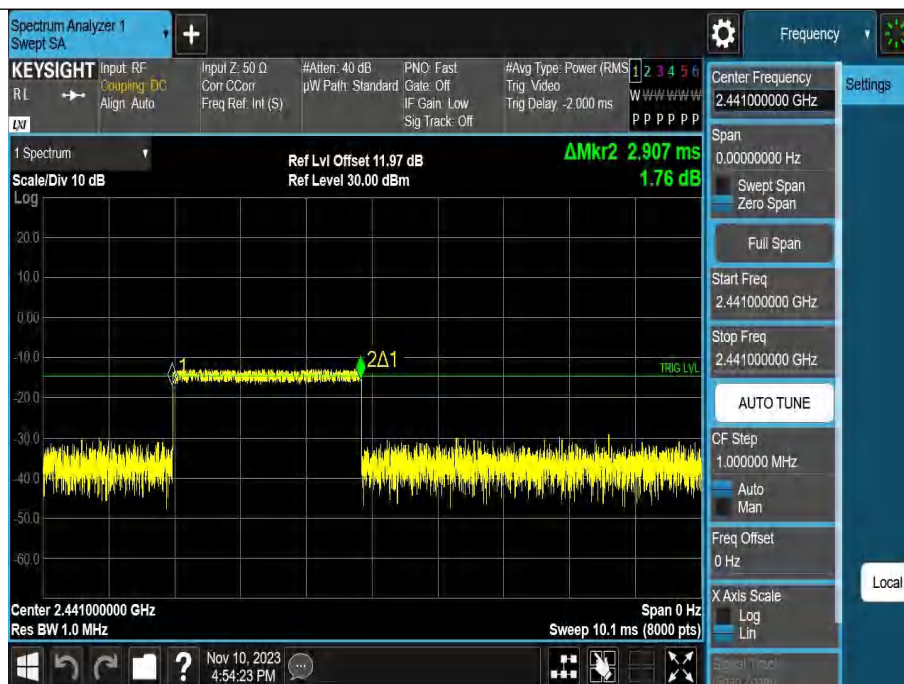 Spectrum Analyzer 1
Swept SA
+
Frequency
KEYSIGHT
RL
LXI
Input: RF
Coupling: DC
Align: Auto
Input Z: 50 Ω
Corr CCorr
Freq Ref: Int (S)
#Atten: 40 dB
µW Path: Standard
PNO: Fast
Gate: Off
IF Gain: Low
Sig Track: Off
#Avg Type: Power (RMS
Trig: Video
Trig Delay: -2.000 ms
1 2 3 4 5 6
W W W W W W
P P P P P P
1 Spectrum
Scale/Div 10 dB
Log
Ref Lvl Offset 11.97 dB
Ref Level 30.00 dBm
ΔMkr2 2.907 ms
1.76 dB
20.0
10.0
0.00
-10.0
-20.0
-30.0
-40.0
-50.0
-60.0
1
2Δ1
TRIG LVL
Center 2.441000000 GHz
Res BW 1.0 MHz
Span 0 Hz
Sweep 10.1 ms (8000 pts)
?
Nov 10, 2023
4:54:23 PM
Center Frequency
2.441000000 GHz
Span
0.00000000 Hz
Swept Span
Zero Span
Full Span
Start Freq
2.441000000 GHz
Stop Freq
2.441000000 GHz
AUTO TUNE
CF Step
1.000000 MHz
Auto
Man
Freq Offset
0 Hz
X Axis Scale
Log
Lin
Signal Track
Settings
Local